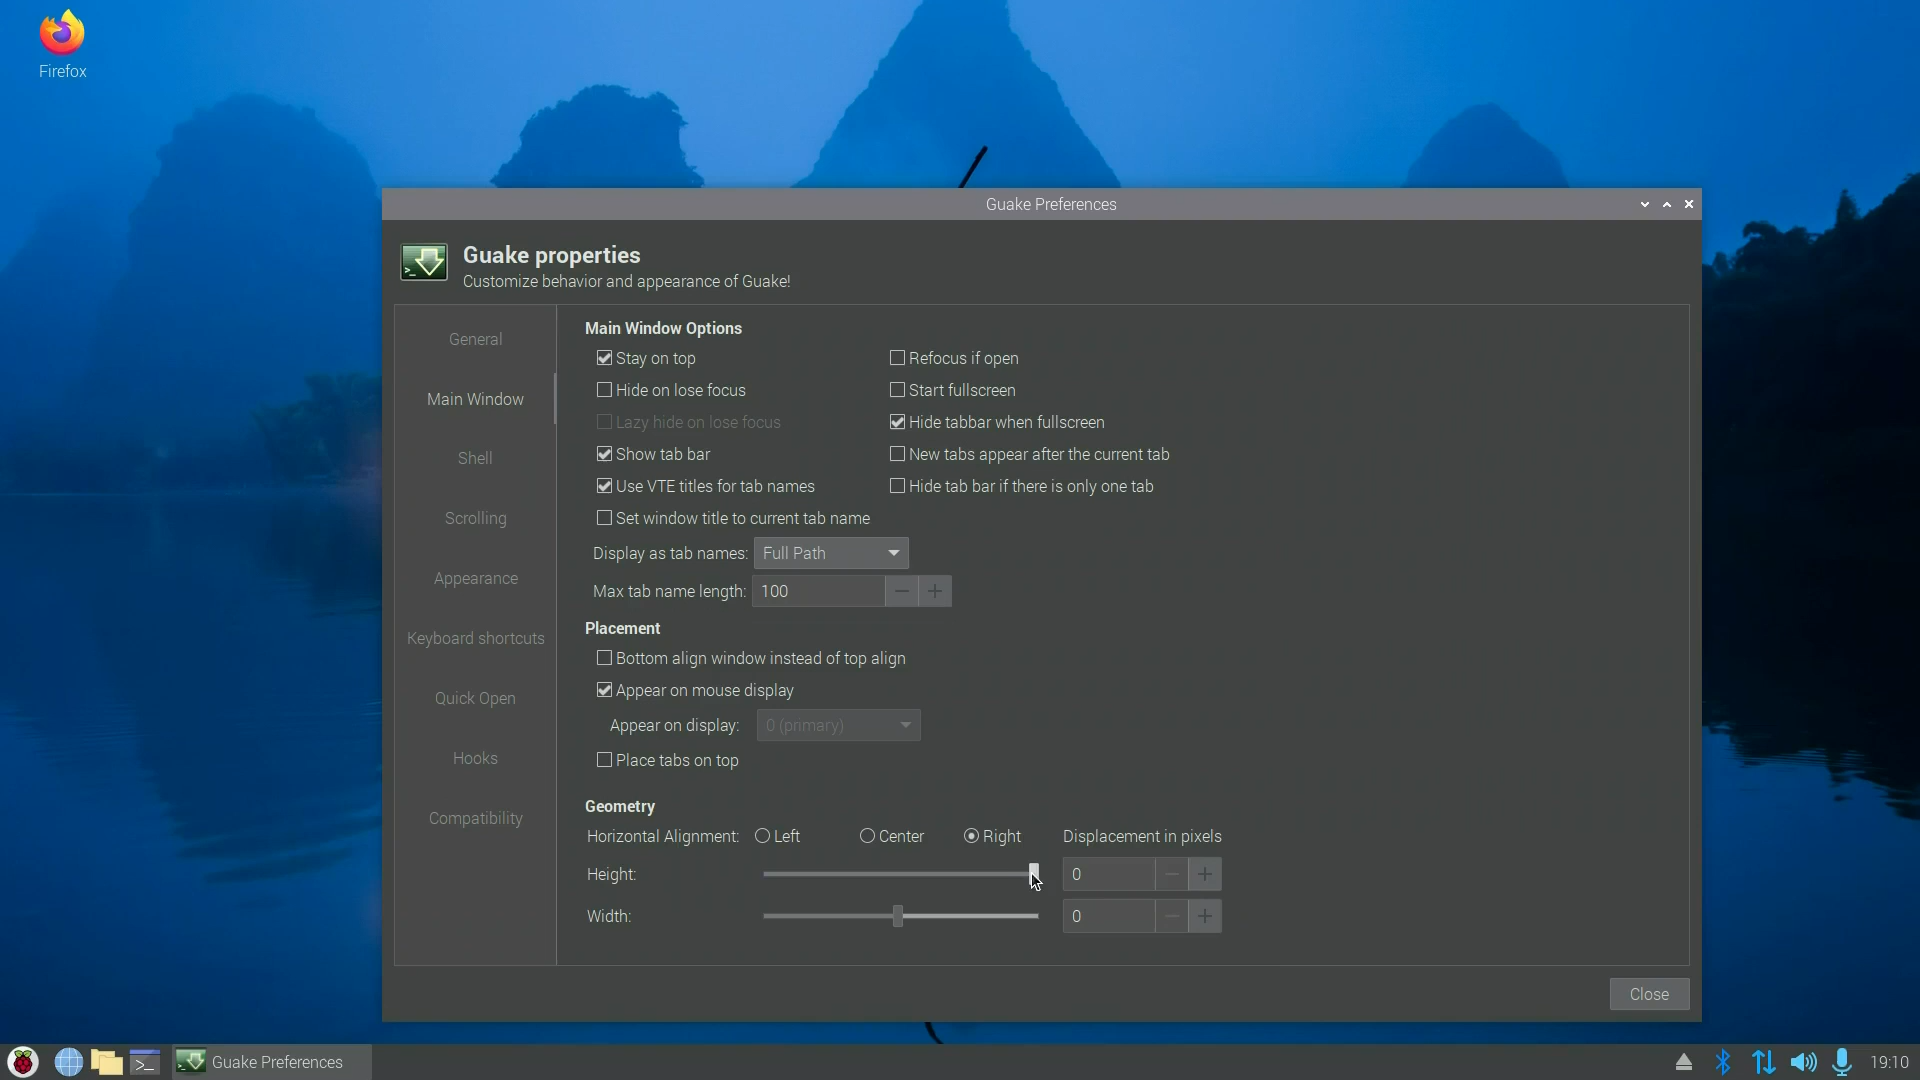 Firefox
Guake Preferences
Guake properties
Customize behavior and appearance of Guake!
General
Main Window
Shell
Scrolling
Appearance
Keyboard shortcuts
Quick Open
Hooks
Compatibility
Main Window Options
Stay on top
Refocus if open
Hide on lose focus
Start fullscreen
Lazy hide on lose focus
Hide tabbar when fullscreen
Show tab bar
New tabs appear after the current tab
Use VTE titles for tab names
Hide tab bar if there is only one tab
Set window title to current tab name
Display as tab names: Full Path
Max tab name length: 100
Placement
Bottom align window instead of top align
Appear on mouse display
Appear on display: 0 (primary)
Place tabs on top
Geometry
Horizontal Alignment: Left Center Right Displacement in pixels
Height: 0
Width: 0
Close
Guake Preferences
19:10